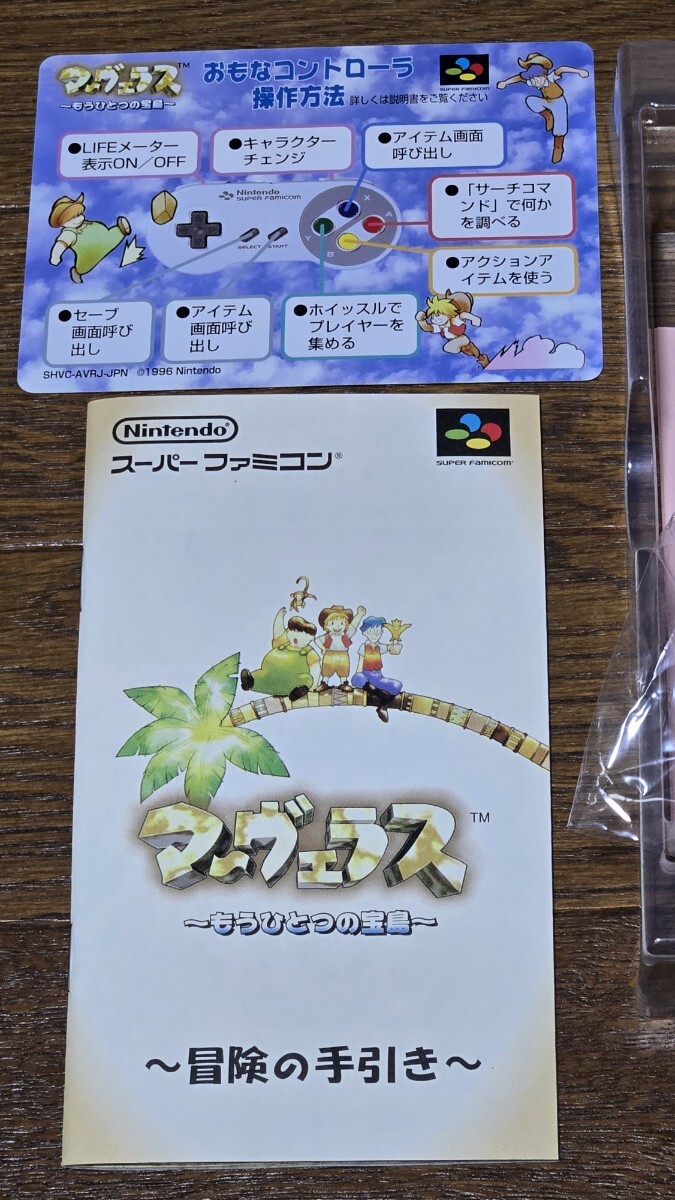 マーヴェラス™
～もうひとつの宝島～
おもなコントローラ
操作方法 詳しくは説明書をご覧ください
SUPER FAMICOM
●LIFEメーター
表示ON／OFF
●キャラクター
チェンジ
●アイテム画面
呼び出し
●「サーチコマ
ンド」で何か
を調べる
●アクションア
イテムを使う
Nintendo
SUPER FAMICOM
X
A
Y
B
SELECT START
●セーブ
画面呼び
出し
●アイテム
画面呼び
出し
●ホイッスルで
プレイヤーを
集める
SHVC-AVRJ-JPN ©1996 Nintendo
Nintendo®
スーパーファミコン®
SUPER FAMICOM®
マーヴェラス™
～もうひとつの宝島～
～冒険の手引き～